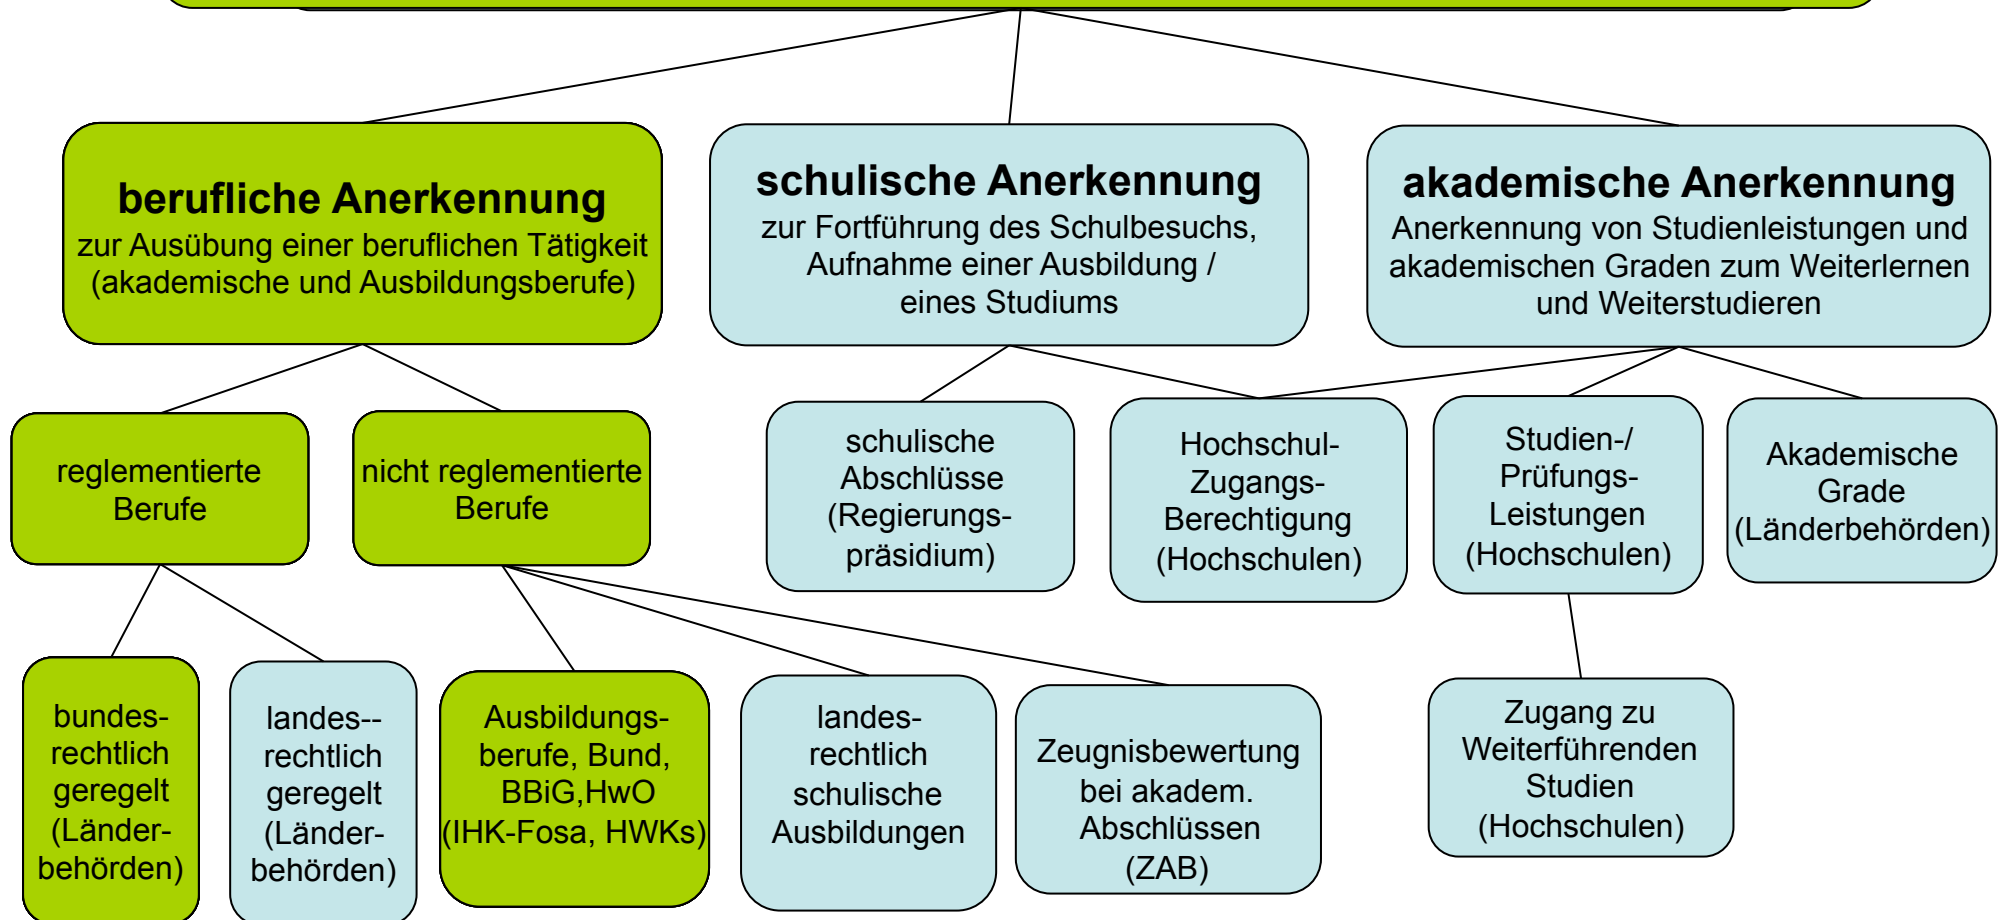 berufliche Anerkennung
zur Ausübung einer beruflichen Tätigkeit
(akademische und Ausbildungsberufe)
schulische Anerkennung
zur Fortführung des Schulbesuchs,
Aufnahme einer Ausbildung /
eines Studiums
akademische Anerkennung
Anerkennung von Studienleistungen und
akademischen Graden zum Weiterlernen
und Weiterstudieren
reglementierte
Berufe
nicht reglementierte
Berufe
schulische
Abschlüsse
(Regierungs-
präsidium)
Hochschul-
Zugangs-
Berechtigung
(Hochschulen)
Studien-/
Prüfungs-
Leistungen
(Hochschulen)
Akademische
Grade
(Länderbehörden)
bundes-
rechtlich
geregelt
(Länder-
behörden)
landes--
rechtlich
geregelt
(Länder-
behörden)
Ausbildungs-
berufe, Bund,
BBiG,HwO
(IHK-Fosa, HWKs)
landes-
rechtlich
schulische
Ausbildungen
Zeugnisbewertung
bei akadem.
Abschlüssen
(ZAB)
Zugang zu
Weiterführenden
Studien
(Hochschulen)